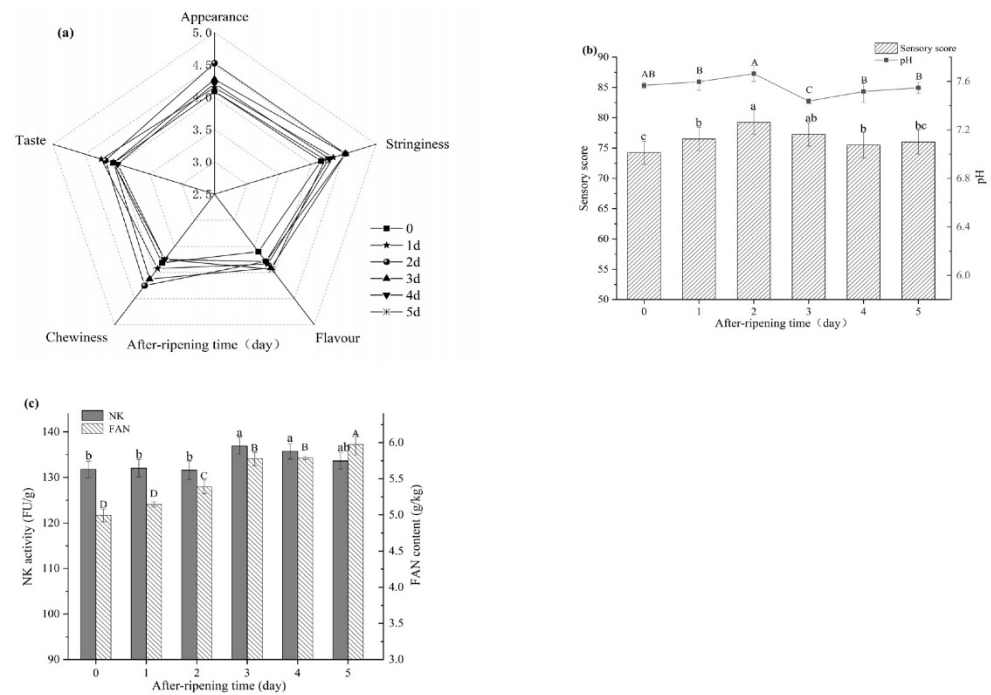 (a)
Appearance
5.0
4.5
4.0
3.5
3.0
2.5
Taste
Stringiness
Chewiness
Flavour
After-ripening time (day)
0
1d
2d
3d
4d
5d
(b)
Sensory score
pH
90
85
80
75
70
65
60
55
50
Sensory score
7.6
7.2
6.8
6.4
6.0
pH
AB
B
A
C
B
B
c
b
a
ab
b
bc
0 1 2 3 4 5
After-ripening time (day)
(c)
NK
FAN
140
130
120
110
100
90
NK activity (FU/g)
6.0
5.5
5.0
4.5
4.0
3.5
3.0
FAN content (g/kg)
b
D
b
D
b
C
a
B
a
B
ab
A
0 1 2 3 4 5
After-ripening time (day)